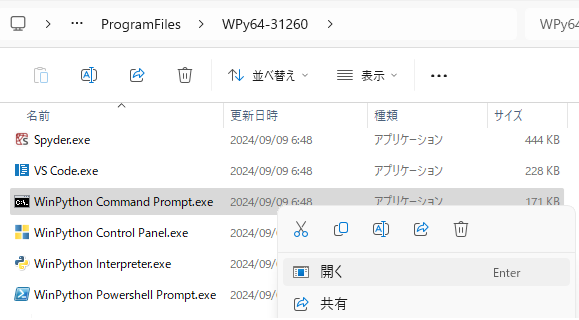 … ProgramFiles > WPy64-31260 > WPy6
並べ替え 表示 …
名前 更新日時 種類 サイズ
Spyder.exe 2024/09/09 6:48 アプリケーション 444 KB
VS Code.exe 2024/09/09 6:48 アプリケーション 228 KB
WinPython Command Prompt.exe 2024/09/09 6:48 アプリケーション 171 KB
WinPython Control Panel.exe 2024/09
WinPython Interpreter.exe 2024/09
WinPython Powershell Prompt.exe 2024/09
開く Enter
共有